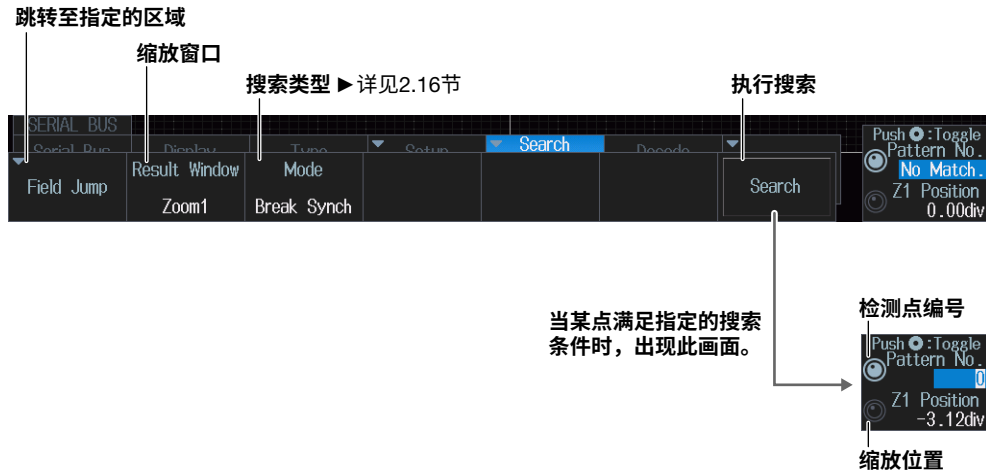 跳转至指定的区域
缩放窗口
搜索类型 ▶ 详见2.16节
执行搜索
SERIAL BUS
Serial Bus
Display
Type
Setup
Search
Decode
Field Jump
Result Window
Zoom1
Mode
Break Synch
Search
Push :Toggle
Pattern No.
No Match.
Z1 Position
0.00div
当某点满足指定的搜索
条件时，出现此画面。
检测点编号
Push :Toggle
Pattern No.
0
Z1 Position
-3.12div
缩放位置